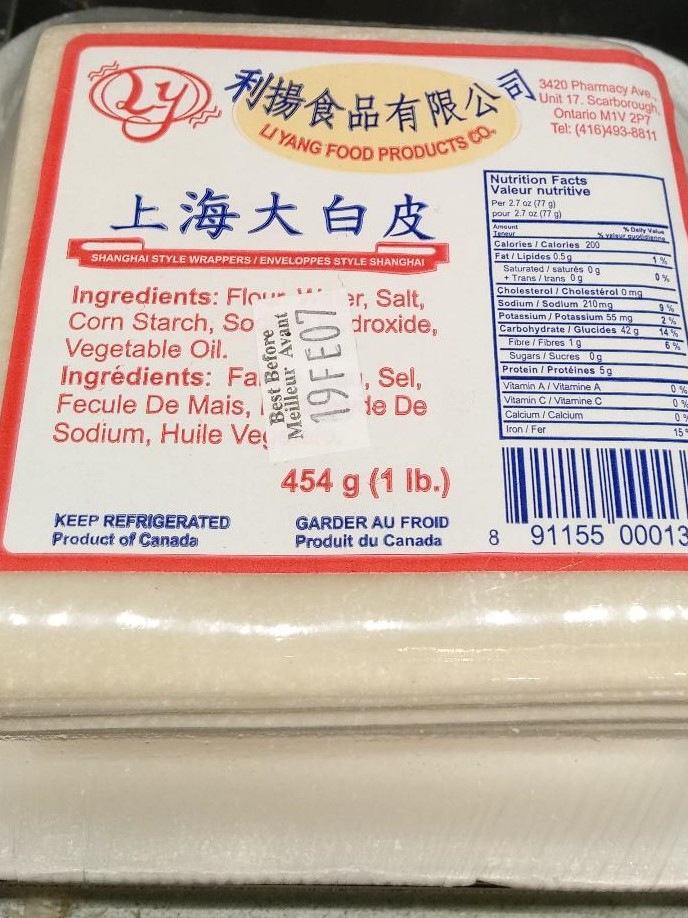 LY
利揚食品有限公司
LI YANG FOOD PRODUCTS CO.
3420 Pharmacy Ave.,
Unit 17. Scarborough,
Ontario M1V 2P7
Tel: (416)493-8811
上海大白皮
SHANGHAI STYLE WRAPPERS / ENVELOPPES STYLE SHANGHAI
Ingredients: Salt,
Corn Starch,
Vegetable Oil.
Ingrédients: Sel,
Fecule De Mais, De
Sodium, Huile
Best Before
Meilleur Avant
19FE07
454 g (1 lb.)
KEEP REFRIGERATED
Product of Canada
GARDER AU FROID
Produit du Canada
Nutrition Facts
Valeur nutritive
Per 2.7 oz (77 g)
pour 2.7 oz (77 g)
Amount % Daily Value
Teneur % valeur quotidienne
Calories / Calories 200
Fat / Lipides 0.5 g 1 %
Saturated / saturés 0 g
+ Trans / trans 0 g 0 %
Cholesterol / Cholestérol 0 mg
Sodium / Sodium 210 mg 9 %
Potassium / Potassium 55 mg 2 %
Carbohydrate / Glucides 42 g 14 %
Fibre / Fibres 1 g 6 %
Sugars / Sucres 0g
Protein / Protéines 5g
Vitamin A / Vitamine A 0 %
Vitamin C / Vitamine C 0 %
Calcium / Calcium 0 %
Iron / Fer 15
8 91155 00013